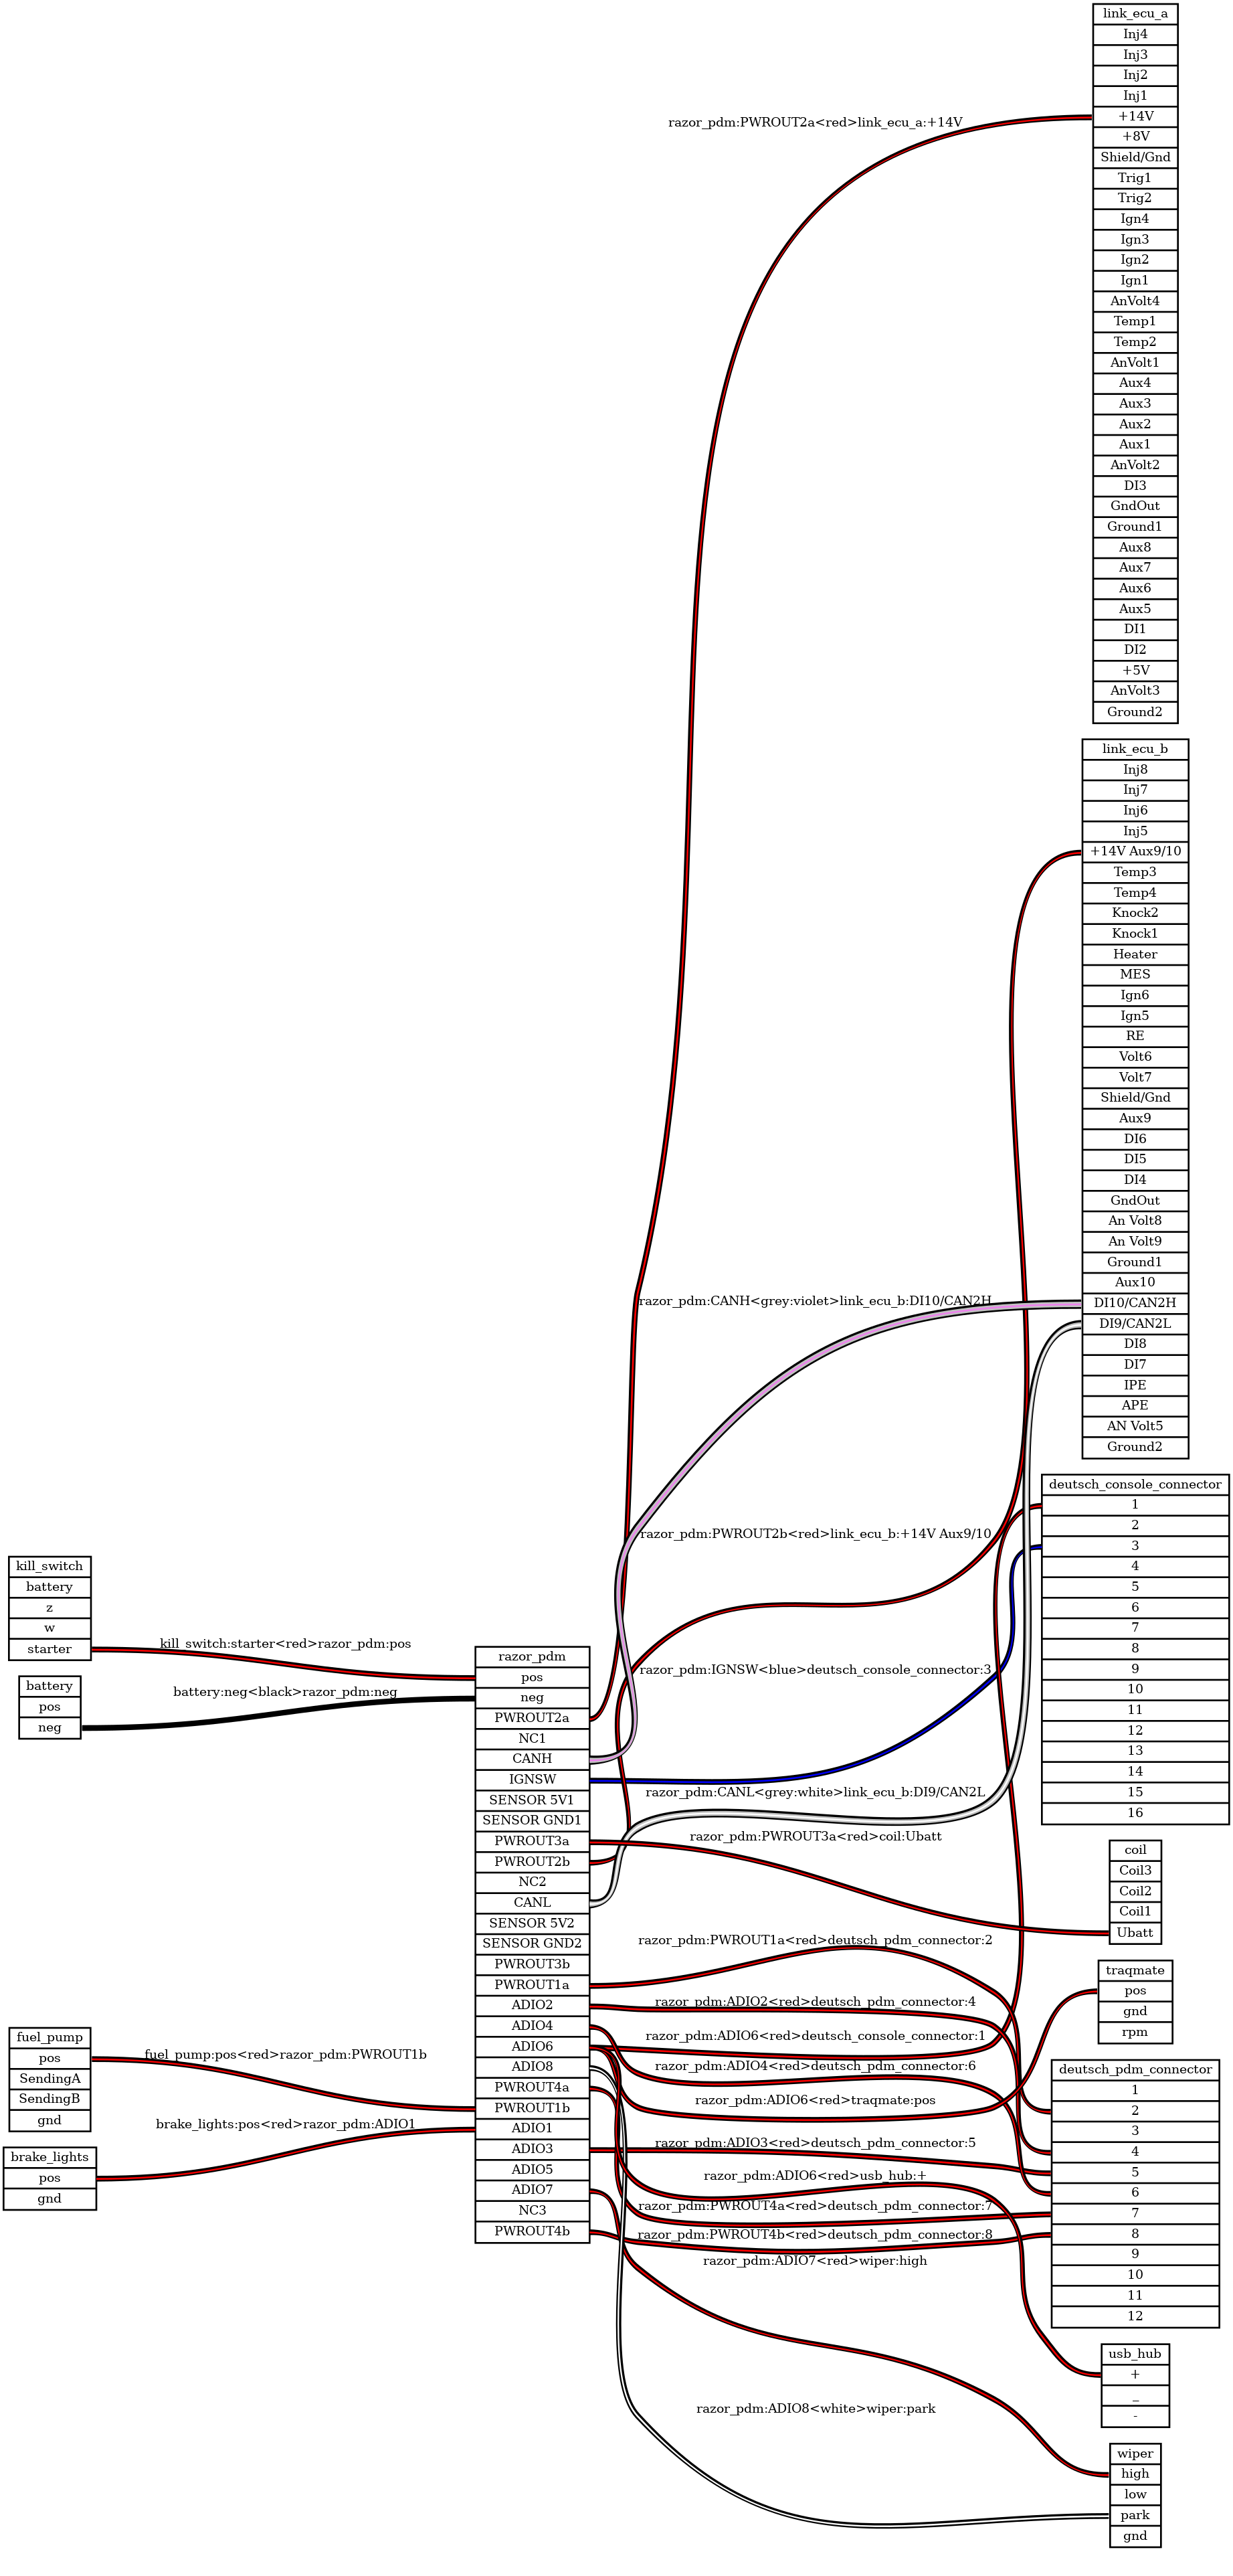 link_ecu_a
Inj4
Inj3
Inj2
Inj1
+14V
+8V
Shield/Gnd
Trig1
Trig2
Ign4
Ign3
Ign2
Ign1
AnVolt4
Temp1
Temp2
AnVolt1
Aux4
Aux3
Aux2
Aux1
AnVolt2
DI3
GndOut
Ground1
Aux8
Aux7
Aux6
Aux5
DI1
DI2
+5V
AnVolt3
Ground2
link_ecu_b
Inj8
Inj7
Inj6
Inj5
+14V Aux9/10
Temp3
Temp4
Knock2
Knock1
Heater
MES
Ign6
Ign5
RE
Volt6
Volt7
Shield/Gnd
Aux9
DI6
DI5
DI4
GndOut
An Volt8
An Volt9
Ground1
Aux10
DI10/CAN2H
DI9/CAN2L
DI8
DI7
IPE
APE
AN Volt5
Ground2
deutsch_console_connector
1
2
3
4
5
6
7
8
9
10
11
12
13
14
15
16
coil
Coil3
Coil2
Coil1
Ubatt
traqmate
pos
gnd
rpm
deutsch_pdm_connector
1
2
3
4
5
6
7
8
9
10
11
12
usb_hub
+
_
-
wiper
high
low
park
gnd
kill_switch
battery
z
w
starter
battery
pos
neg
fuel_pump
pos
SendingA
SendingB
gnd
brake_lights
pos
gnd
razor_pdm
pos
neg
PWROUT2a
NC1
CANH
IGNSW
SENSOR 5V1
SENSOR GND1
PWROUT3a
PWROUT2b
NC2
CANL
SENSOR 5V2
SENSOR GND2
PWROUT3b
PWROUT1a
ADIO2
ADIO4
ADIO6
ADIO8
PWROUT4a
PWROUT1b
ADIO1
ADIO3
ADIO5
ADIO7
NC3
PWROUT4b
kill_switch:starter<red>razor_pdm:pos
battery:neg<black>razor_pdm:neg
fuel_pump:pos<red>razor_pdm:PWROUT1b
brake_lights:pos<red>razor_pdm:ADIO1
razor_pdm:PWROUT2a<red>link_ecu_a:+14V
razor_pdm:CANH<grey:violet>link_ecu_b:DI10/CAN2H
razor_pdm:PWROUT2b<red>link_ecu_b:+14V Aux9/10
razor_pdm:IGNSW<blue>deutsch_console_connector:3
razor_pdm:CANL<grey:white>link_ecu_b:DI9/CAN2L
razor_pdm:PWROUT3a<red>coil:Ubatt
razor_pdm:PWROUT1a<red>deutsch_pdm_connector:2
razor_pdm:ADIO2<red>deutsch_pdm_connector:4
razor_pdm:ADIO6<red>deutsch_console_connector:1
razor_pdm:ADIO4<red>deutsch_pdm_connector:6
razor_pdm:ADIO6<red>traqmate:pos
razor_pdm:ADIO3<red>deutsch_pdm_connector:5
razor_pdm:ADIO6<red>usb_hub:+
razor_pdm:PWROUT4a<red>deutsch_pdm_connector:7
razor_pdm:PWROUT4b<red>deutsch_pdm_connector:8
razor_pdm:ADIO7<red>wiper:high
razor_pdm:ADIO8<white>wiper:park